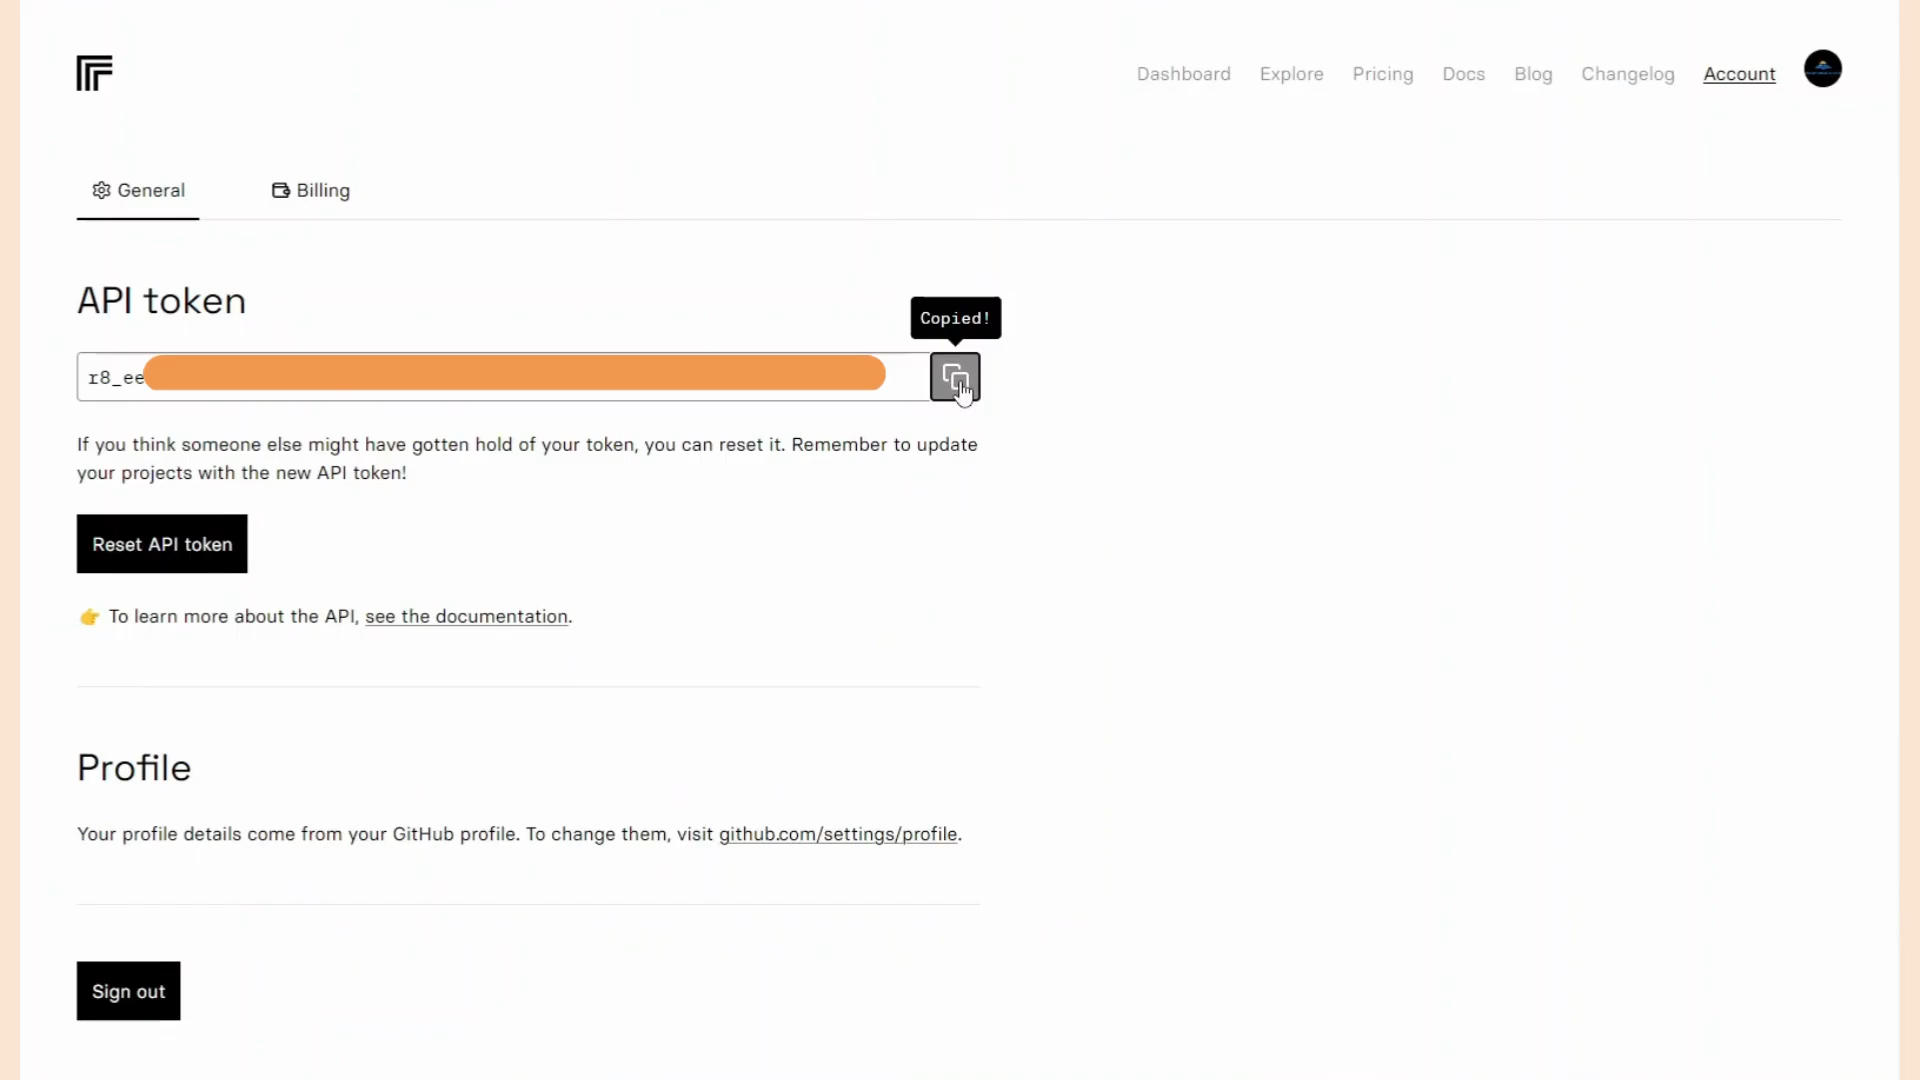 Dashboard Explore Pricing Docs Blog Changelog Account
General Billing
API token
Copied!
r8_ee
If you think someone else might have gotten hold of your token, you can reset it. Remember to update
your projects with the new API token!
Reset API token
👉 To learn more about the API, see the documentation.
Profile
Your profile details come from your GitHub profile. To change them, visit github.com/settings/profile.
Sign out